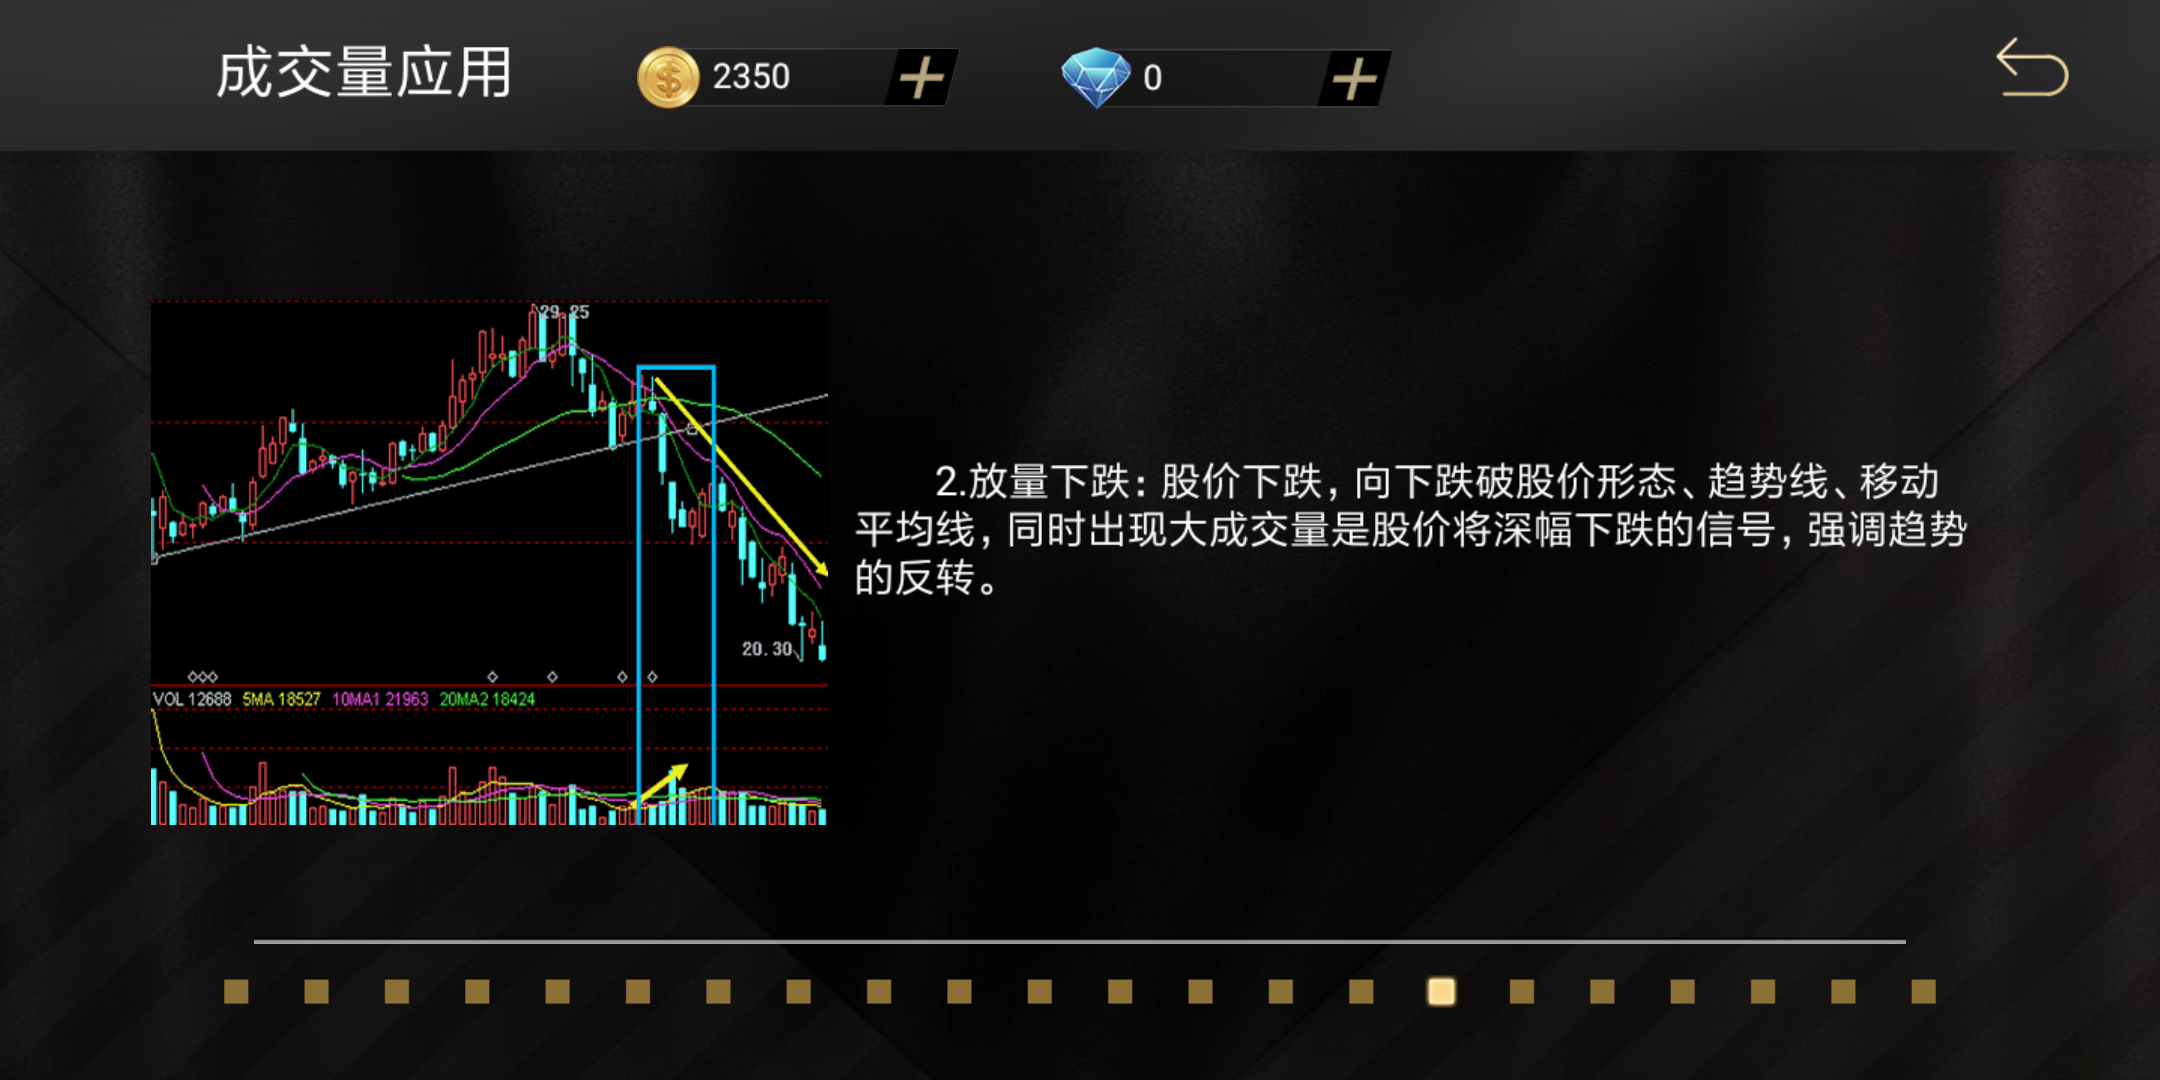 成交量应用
2350
0
29.25
2.放量下跌：股价下跌，向下跌破股价形态、趋势线、移动
平均线，同时出现大成交量是股价将深幅下跌的信号，强调趋势
的反转。
20.30
VOL 12688 5MA 18527 10MA1 21963 20MA2 18424